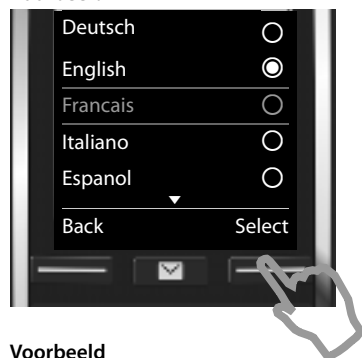 Deutsch
English
Francais
Italiano
Espanol
Back Select
Voorbeeld